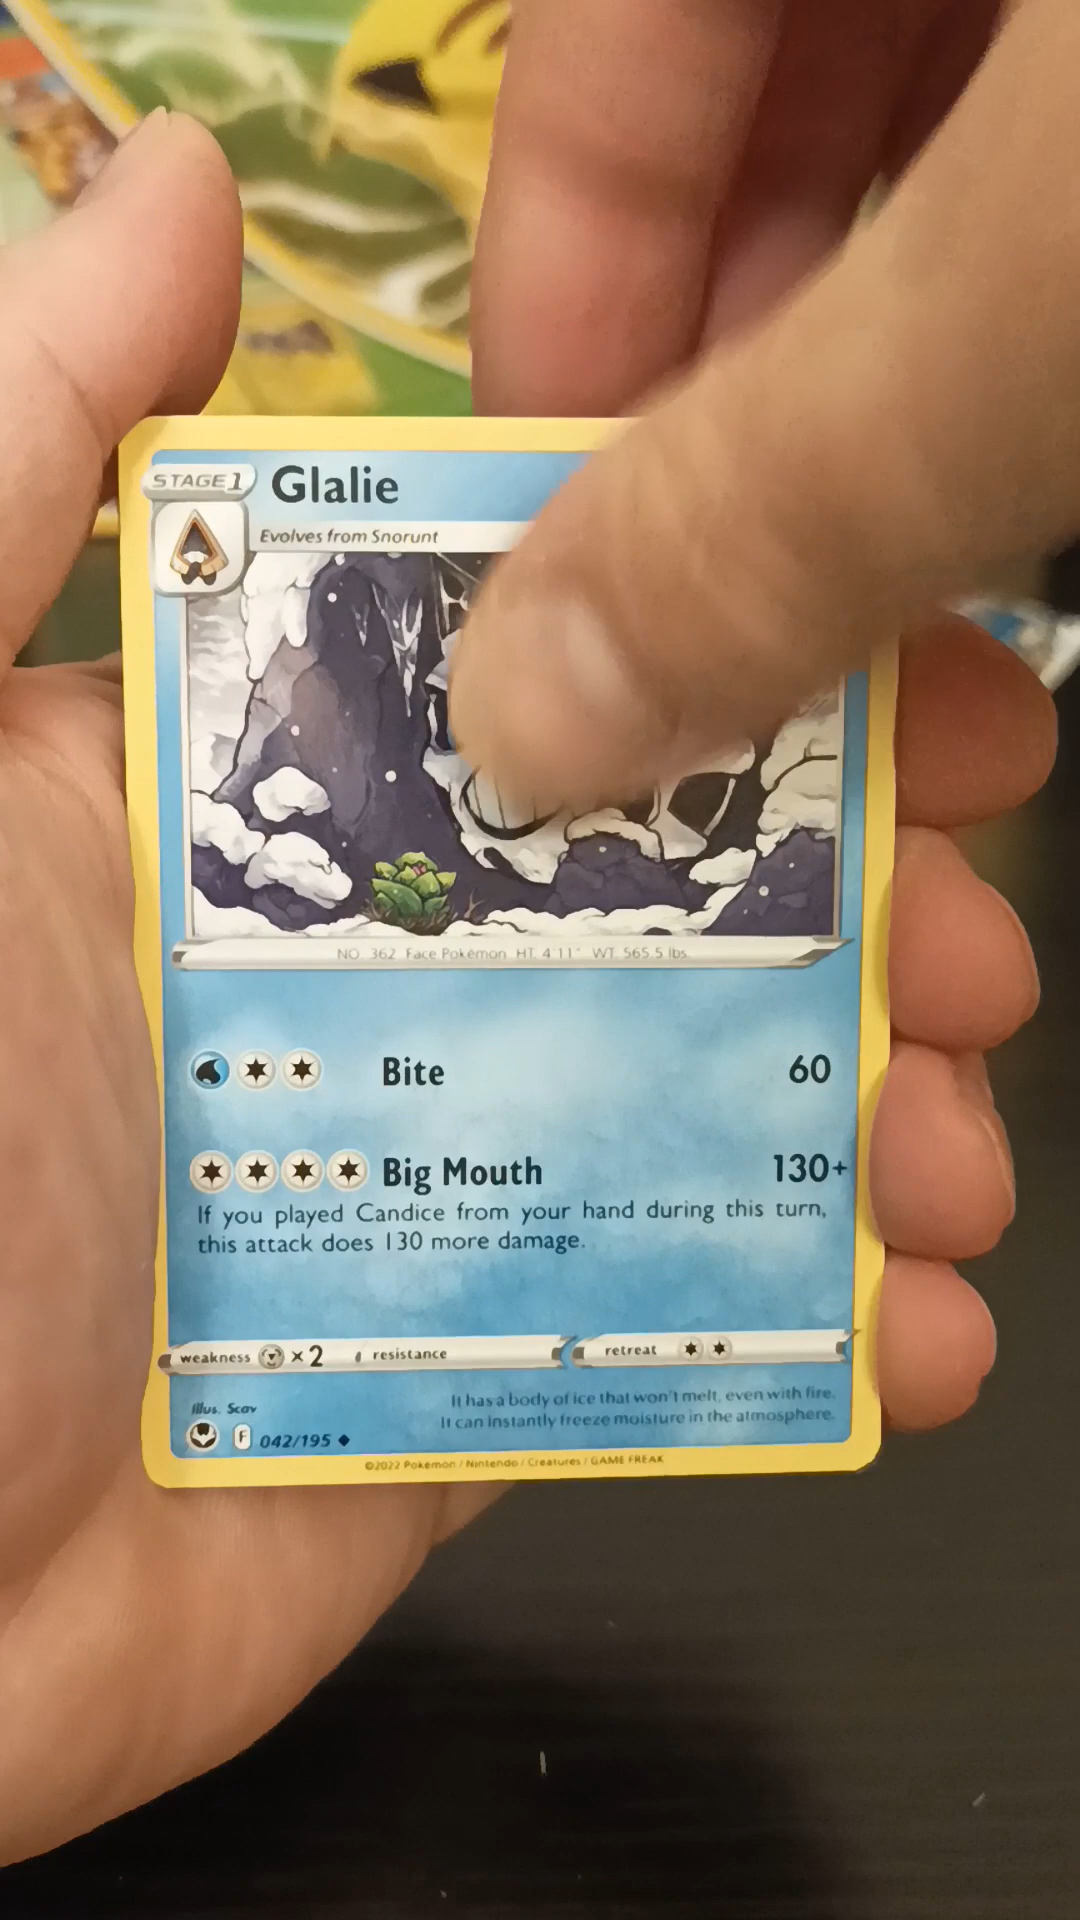 STAGE 1
Glalie
Evolves from Snorunt
NO. 362 Face Pokémon HT. 4'11" WT. 565.5 lbs.
Bite 60
Big Mouth 130+
If you played Candice from your hand during this turn,
this attack does 130 more damage.
weakness ×2 resistance retreat
Illus. Scav
It has a body of ice that won't melt, even with fire.
It can instantly freeze moisture in the atmosphere.
F 042/195
©2022 Pokémon / Nintendo / Creatures / GAME FREAK